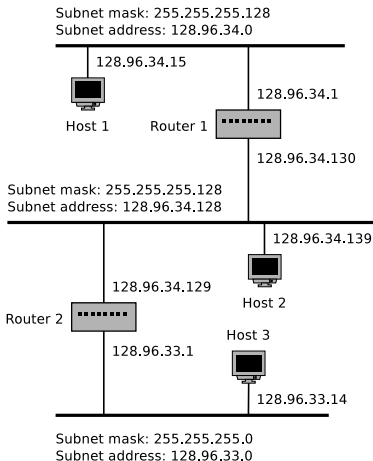 Subnet mask: 255.255.255.128
Subnet address: 128.96.34.0
128.96.34.15
128.96.34.1
Host 1
Router 1
128.96.34.130
Subnet mask: 255.255.255.128
Subnet address: 128.96.34.128
128.96.34.139
128.96.34.129
Host 2
Router 2
Host 3
128.96.33.1
128.96.33.14
Subnet mask: 255.255.255.0
Subnet address: 128.96.33.0